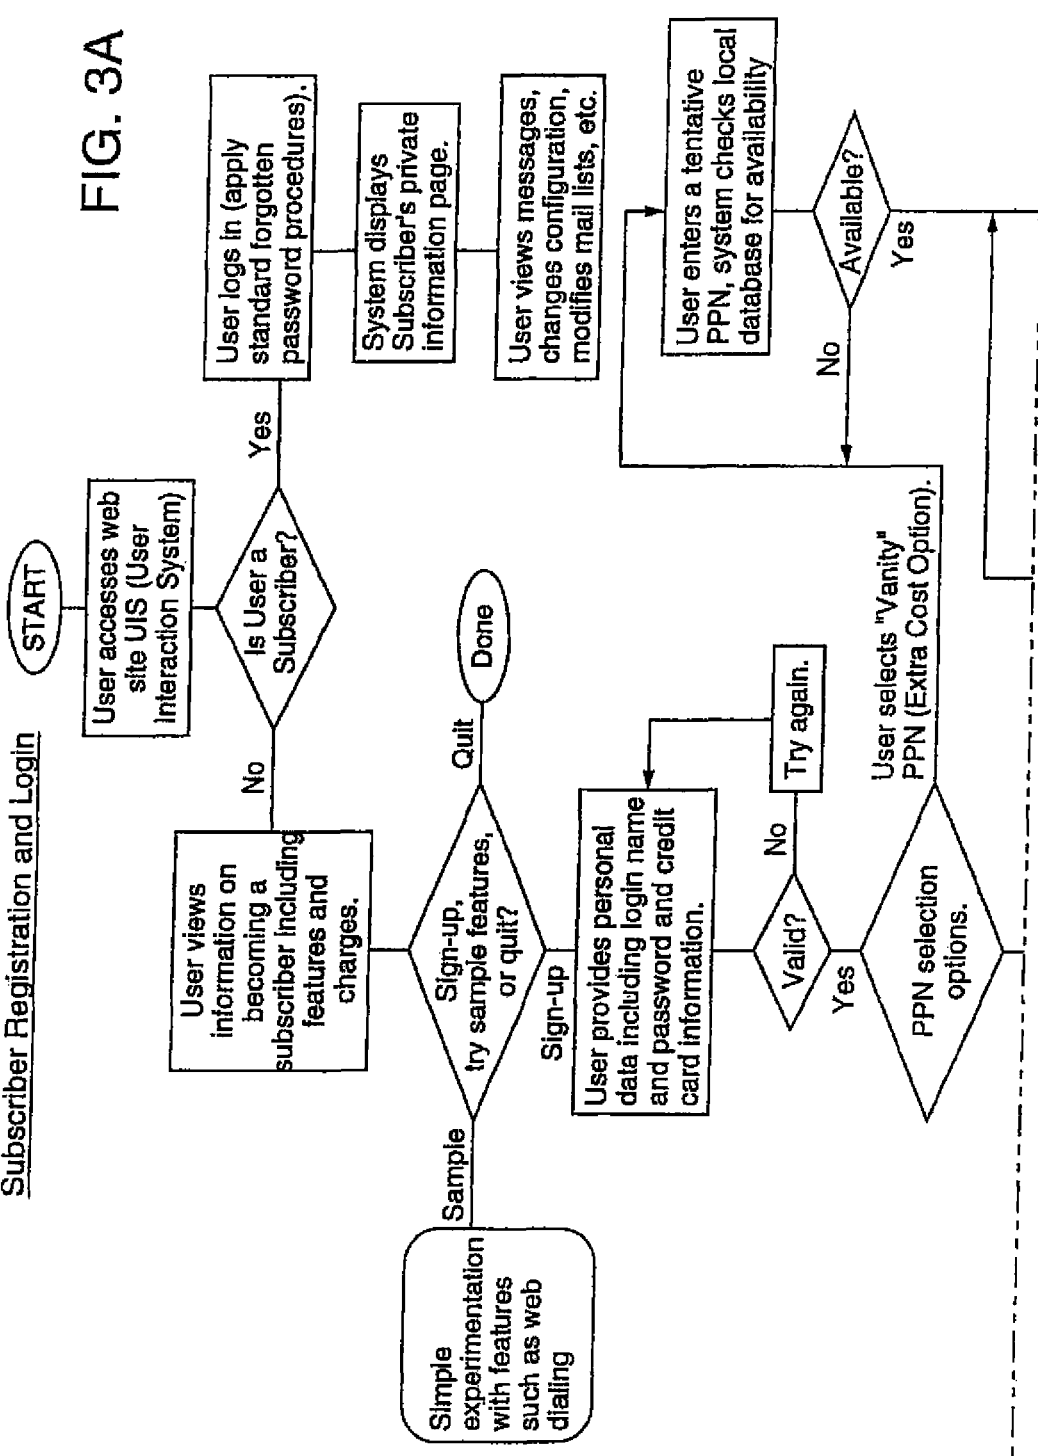 FIG. 3A
Subscriber Registration and Login
START
User accesses web
site UIS (User
Interaction System)
Is User a
Subscriber?
Yes
User logs in (apply
standard forgotten
password procedures).
System displays
Subscriber's private
information page.
User views messages,
changes configuration,
modifies mail lists, etc.
No
User views
information on
becoming a
subscriber including
features and
charges.
Sign-up,
try sample features,
or quit?
Quit
Done
Sample
Simple
experimentation
with features
such as web
dialing
Sign-up
User provides personal
data including login name
and password and credit
card information.
Valid?
No
Try again.
Yes
PPN selection
options.
User selects "Vanity"
PPN (Extra Cost Option).
User enters a tentative
PPN, system checks local
database for availability
Available?
No
Yes